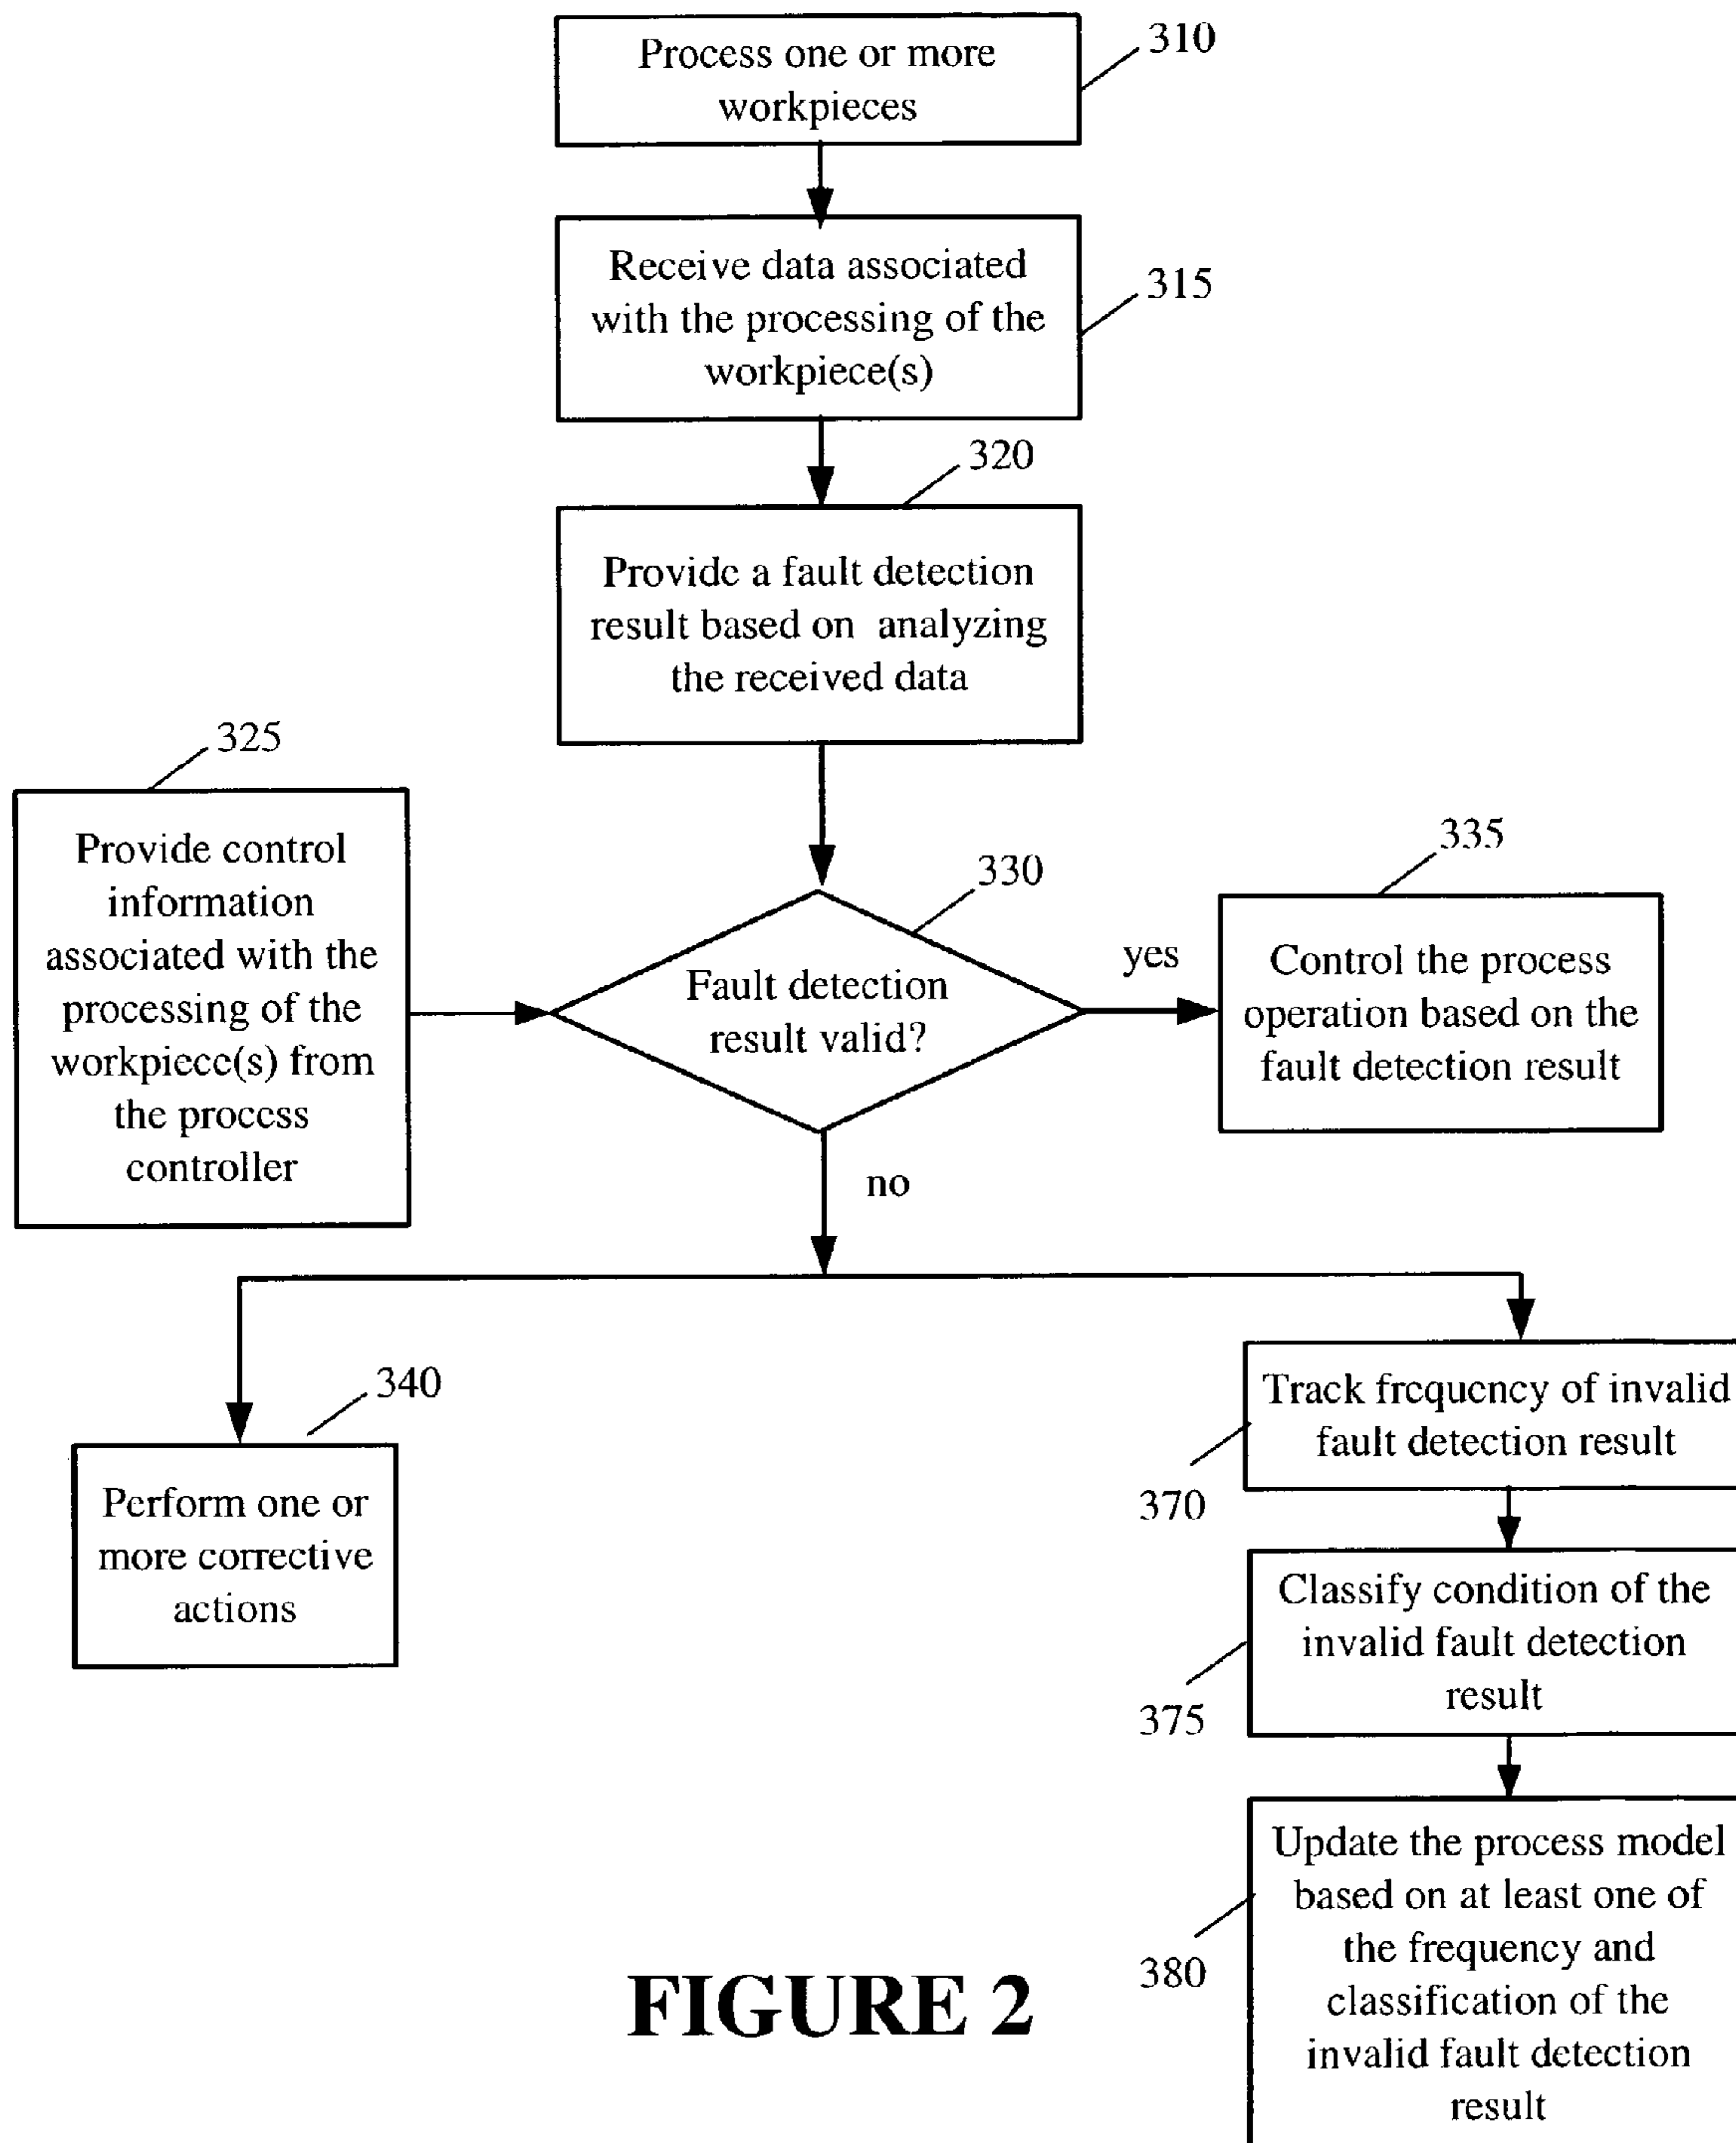 Process one or more
workpieces
310
Receive data associated
with the processing of the
workpiece(s)
315
320
Provide a fault detection
result based on analyzing
the received data
325
Provide control
information
associated with the
processing of the
workpiece(s) from
the process
controller
330
Fault detection
result valid?
yes
335
Control the process
operation based on the
fault detection result
no
340
Perform one or
more corrective
actions
Track frequency of invalid
fault detection result
370
Classify condition of the
invalid fault detection
result
375
Update the process model
based on at least one of
the frequency and
classification of the
invalid fault detection
result
380
FIGURE 2